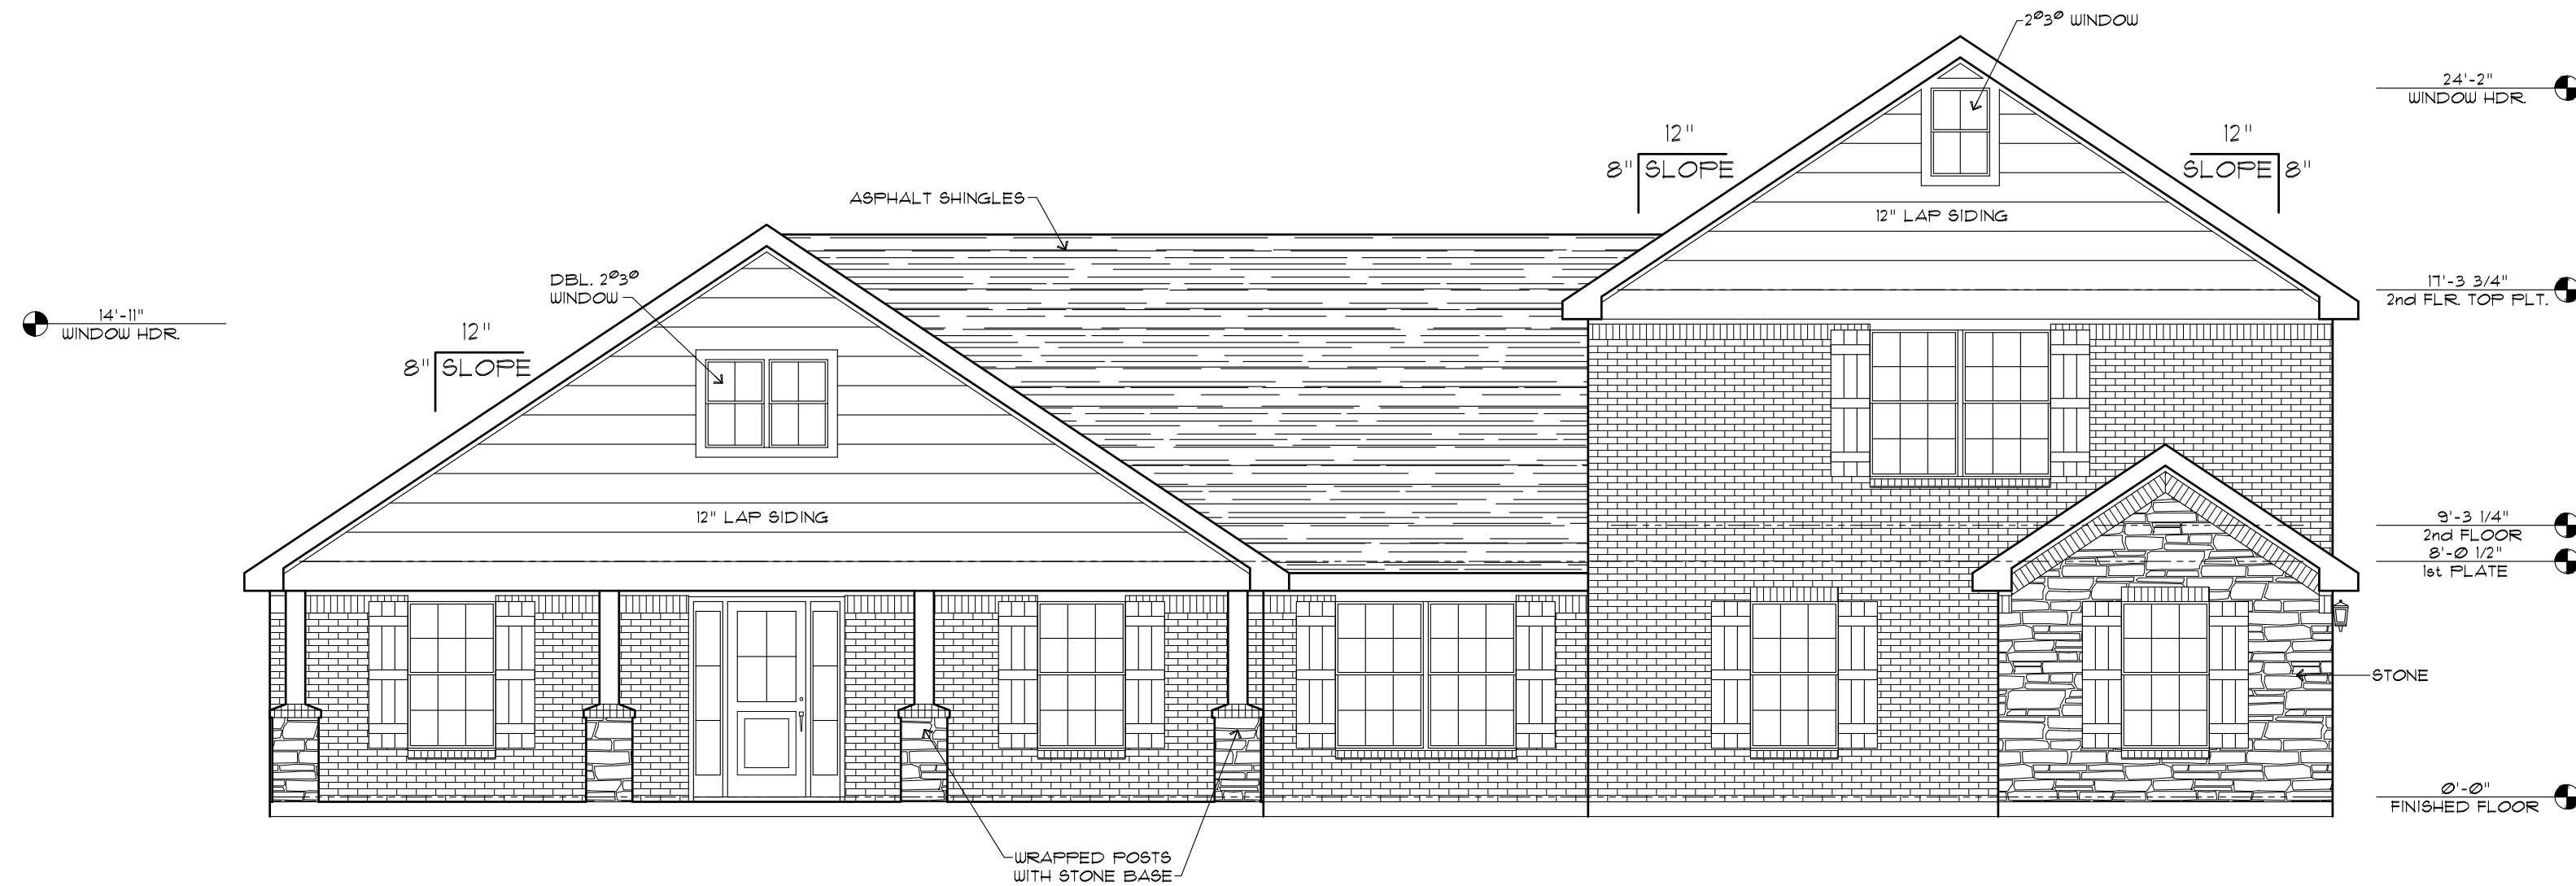 2⁰3⁰ WINDOW
24'-2"
WINDOW HDR.
12"
8" SLOPE
12"
SLOPE 8"
ASPHALT SHINGLES
12" LAP SIDING
DBL. 2⁰3⁰
WINDOW
17'-3 3/4"
2nd FLR. TOP PLT.
14'-11"
WINDOW HDR.
12"
8" SLOPE
12" LAP SIDING
9'-3 1/4"
2nd FLOOR
8'-0 1/2"
1st PLATE
STONE
0'-0"
FINISHED FLOOR
WRAPPED POSTS
WITH STONE BASE